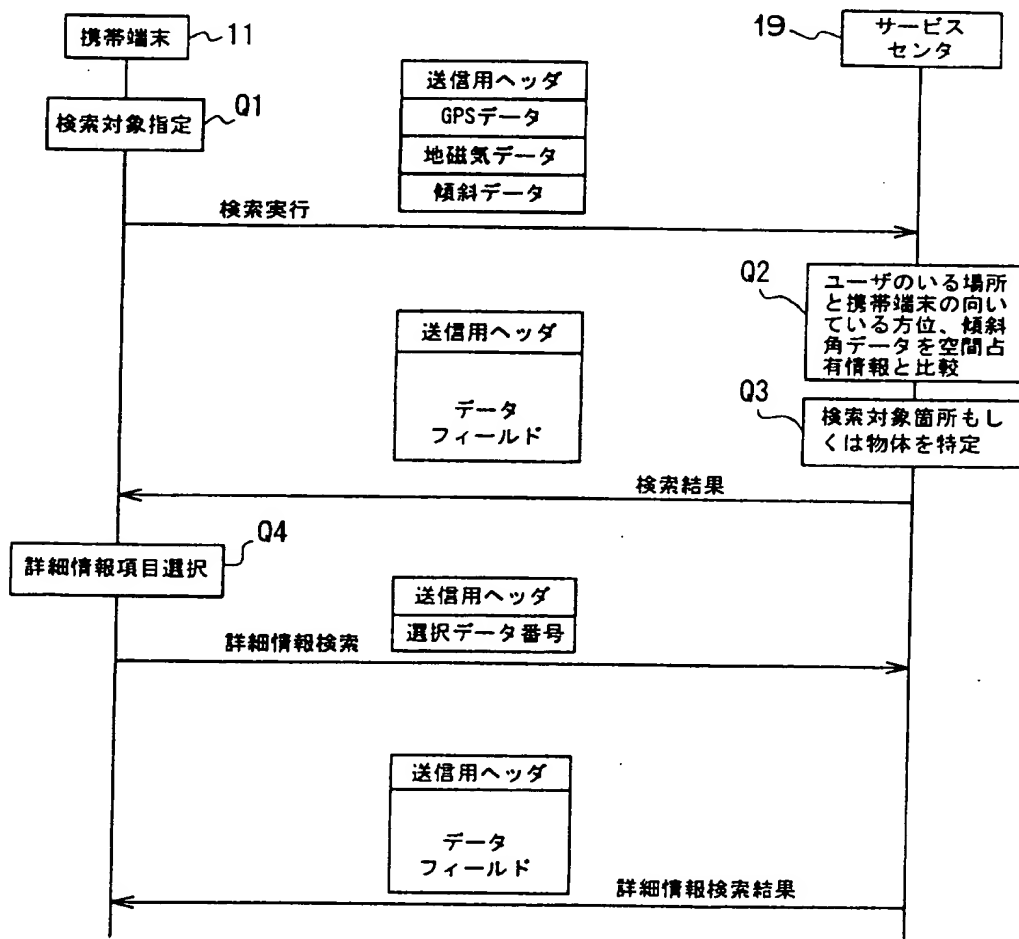 携帯端末
11
19
サービス
センタ
検索対象指定
Q1
送信用ヘッダ
GPSデータ
地磁気データ
傾斜データ
検索実行
Q2
ユーザのいる場所
と携帯端末の向い
ている方位、傾斜
角データを空間占
有情報と比較
送信用ヘッダ
データ
フィールド
Q3
検索対象箇所もし
くは物体を特定
検索結果
Q4
詳細情報項目選択
送信用ヘッダ
選択データ番号
詳細情報検索
送信用ヘッダ
データ
フィールド
詳細情報検索結果